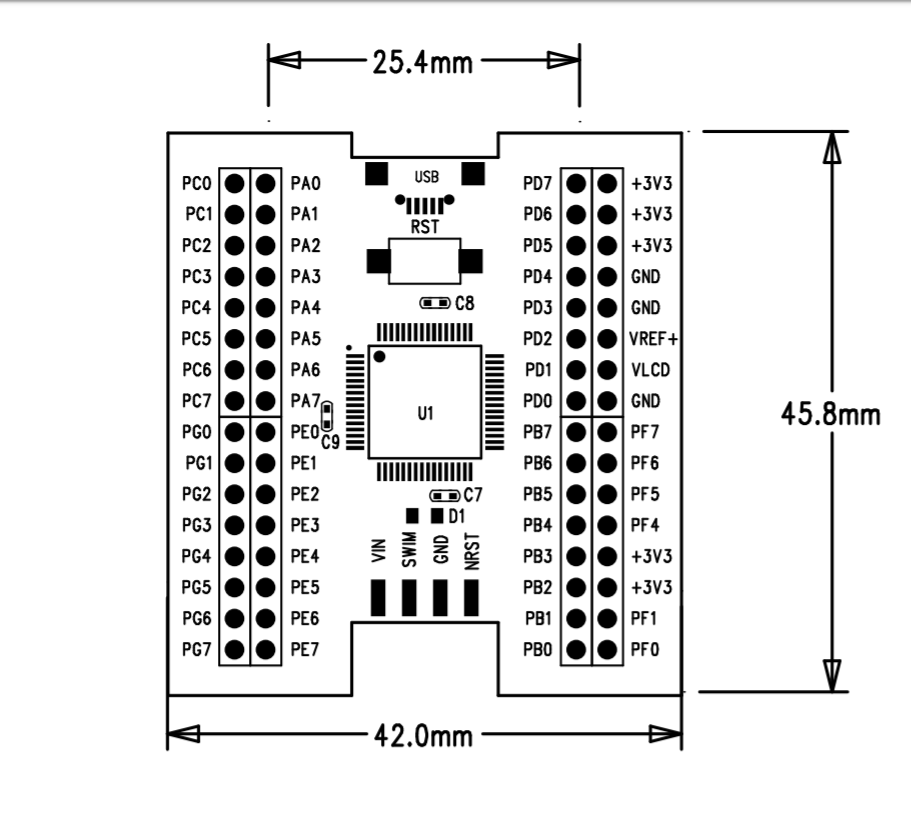 25.4mm
USB
RST
PC0 PA0 PD7 +3V3
PC1 PA1 PD6 +3V3
PC2 PA2 PD5 +3V3
PC3 PA3 PD4 GND
C8
PC4 PA4 PD3 GND
PC5 PA5 PD2 VREF+
PC6 PA6 PD1 VLCD
PC7 PA7 PD0 GND
U1
45.8mm
PG0 PE0 PB7 PF7
C9
PG1 PE1 PB6 PF6
PG2 PE2 C7 PB5 PF5
PG3 PE3 D1 PB4 PF4
VIN SWIM GND NRST
PG4 PE4 PB3 +3V3
PG5 PE5 PB2 +3V3
PG6 PE6 PB1 PF1
PG7 PE7 PB0 PF0
42.0mm